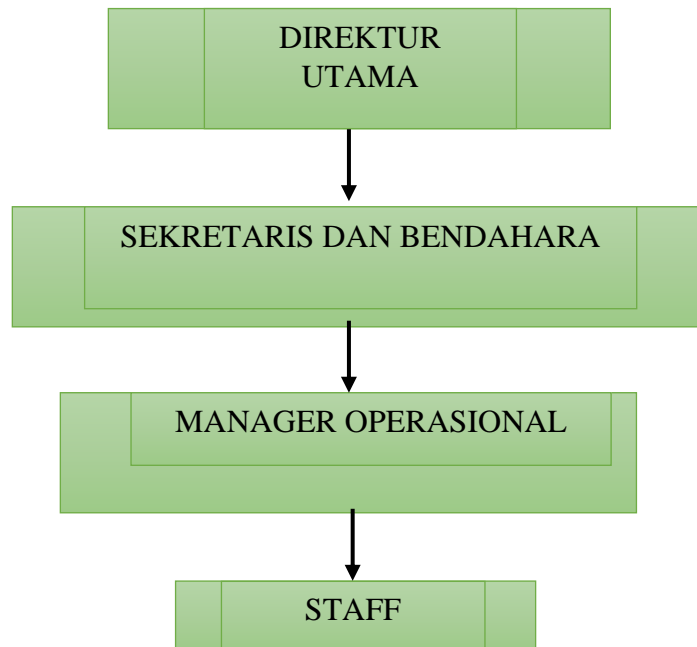 DIREKTUR
UTAMA
SEKRETARIS DAN BENDAHARA
MANAGER OPERASIONAL
STAFF